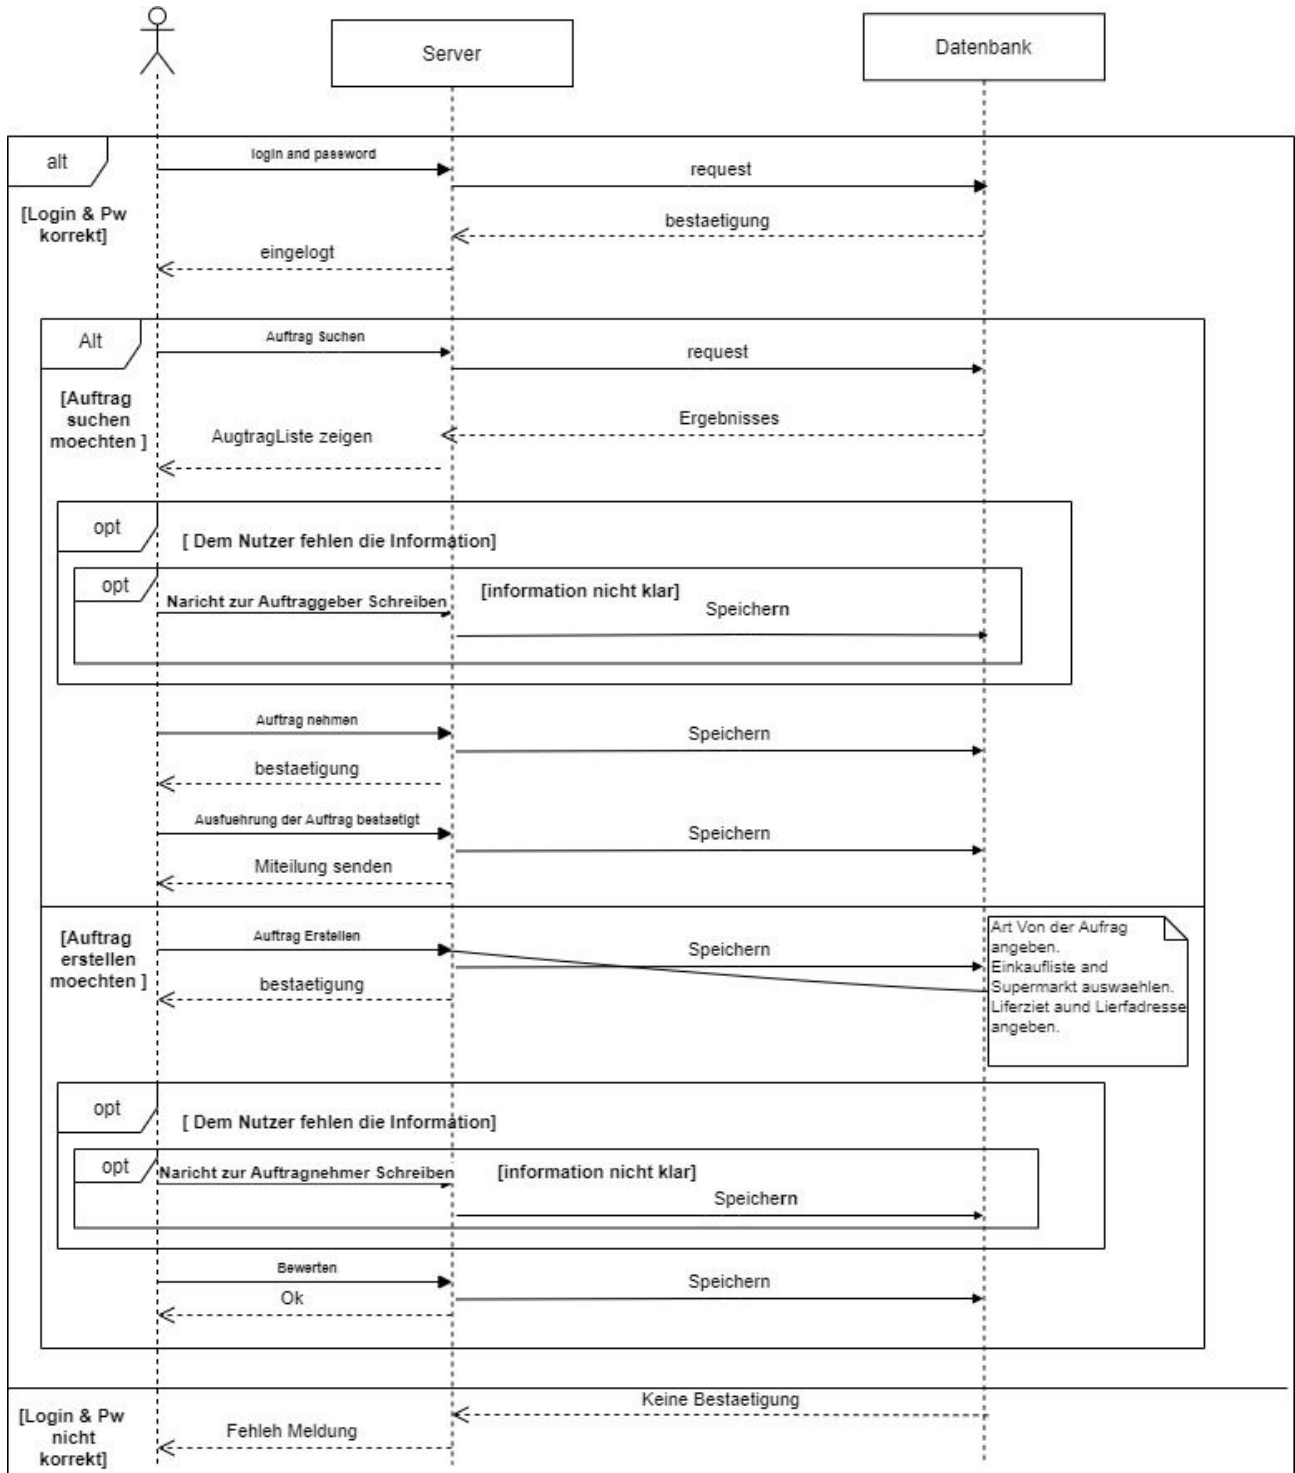 Server
Datenbank
alt
login and password
request
[Login & Pw
korrekt]
bestaetigung
eingelogt
Alt
Auftrag Suchen
request
[Auftrag
suchen
moechten ]
Ergebnisses
AugtragListe zeigen
opt
[ Dem Nutzer fehlen die Information]
opt
[information nicht klar]
Naricht zur Auftraggeber Schreiben
Speichern
Auftrag nehmen
Speichern
bestaetigung
Ausfuehrung der Auftrag bestaetigt
Speichern
Miteilung senden
[Auftrag
erstellen
moechten ]
Auftrag Erstellen
Speichern
bestaetigung
Art Von der Aufrag
angeben.
Einkaufliste and
Supermarkt auswaehlen.
Liferziet aund Lierfadresse
angeben.
opt
[ Dem Nutzer fehlen die Information]
opt
Naricht zur Auftragnehmer Schreiben
[information nicht klar]
Speichern
Bewerten
Speichern
Ok
Keine Bestaetigung
[Login & Pw
nicht
korrekt]
Fehleh Meldung